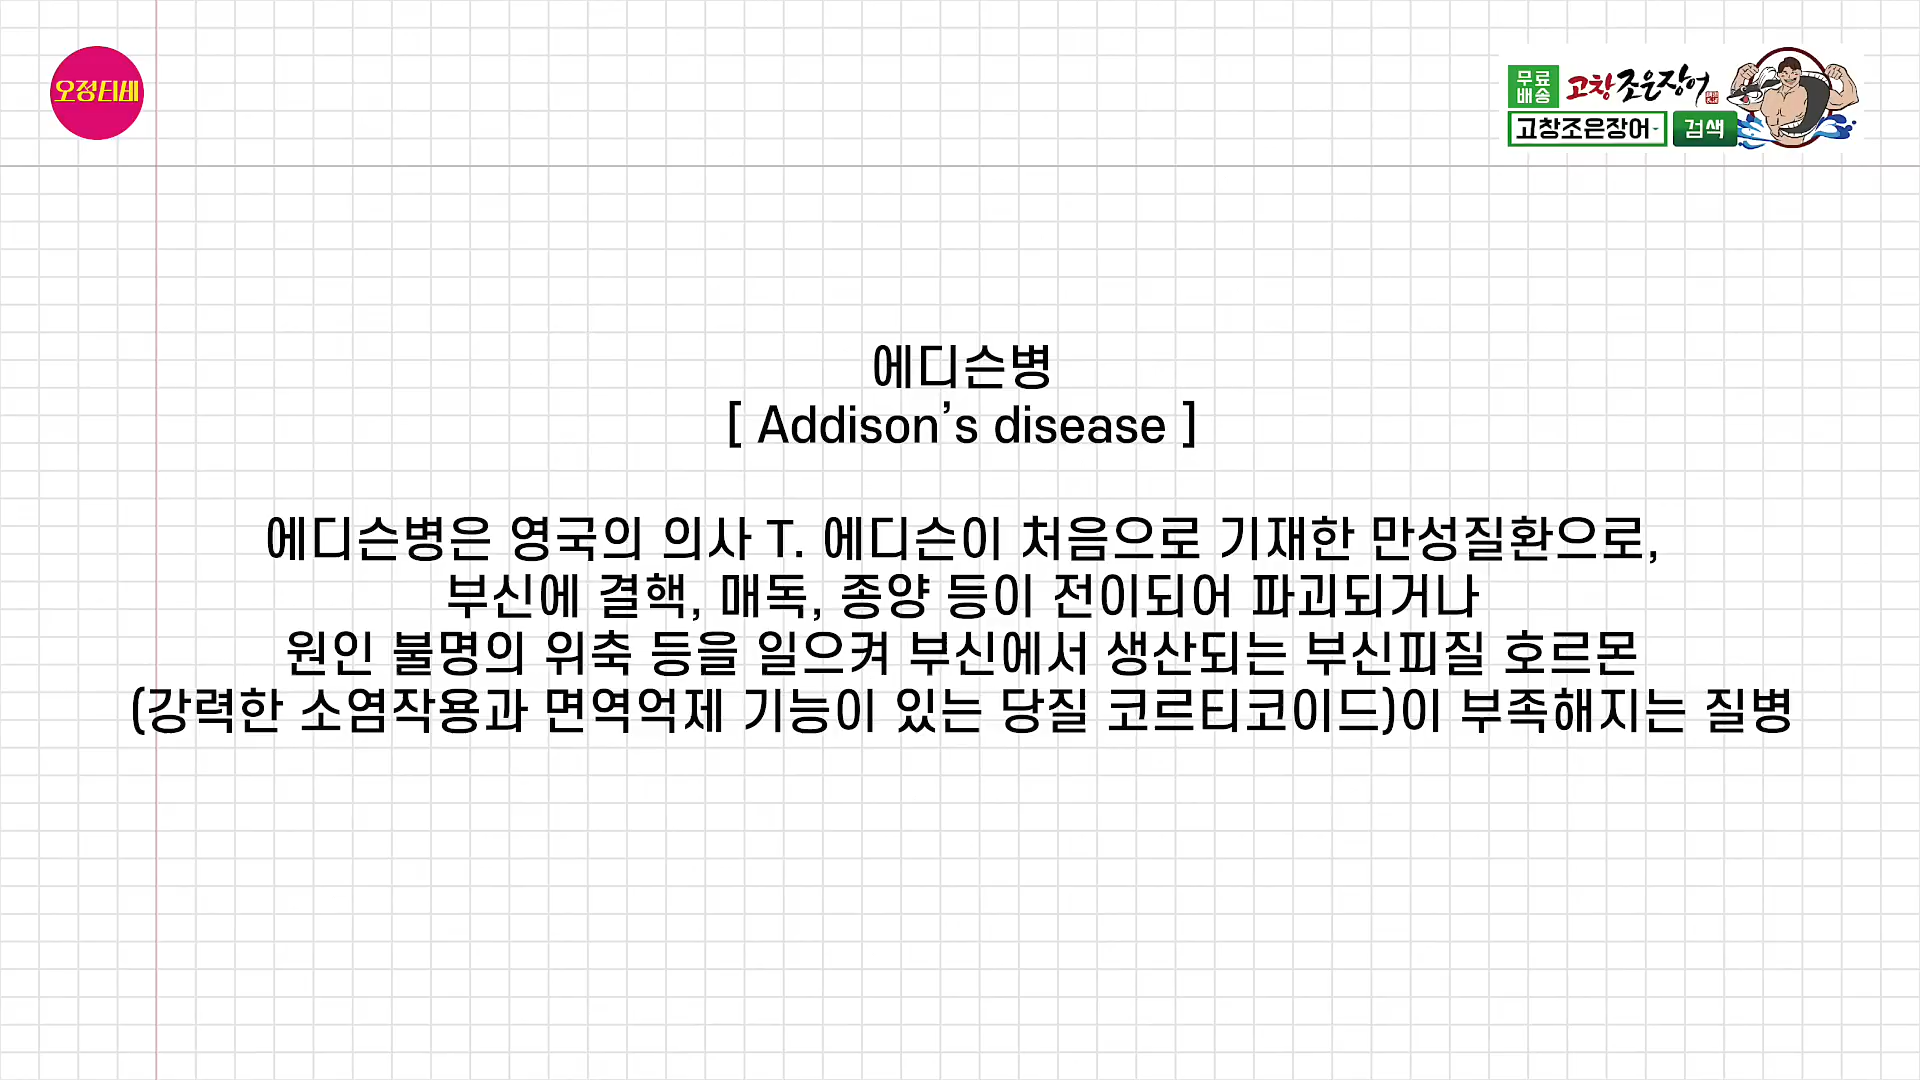 오정티비
무료
배송
고창조은장어
고창조은장어
검색
에디슨병
[ Addison’s disease ]
에디슨병은 영국의 의사 T. 에디슨이 처음으로 기재한 만성질환으로,
부신에 결핵, 매독, 종양 등이 전이되어 파괴되거나
원인 불명의 위축 등을 일으켜 부신에서 생산되는 부신피질 호르몬
(강력한 소염작용과 면역억제 기능이 있는 당질 코르티코이드)이 부족해지는 질병